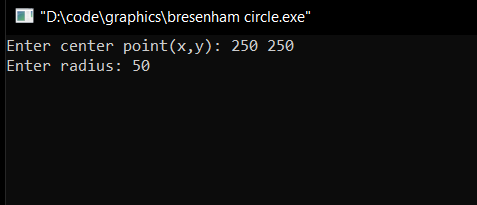 "D:\code\graphics\bresenham circle.exe"
Enter center point(x,y): 250 250
Enter radius: 50